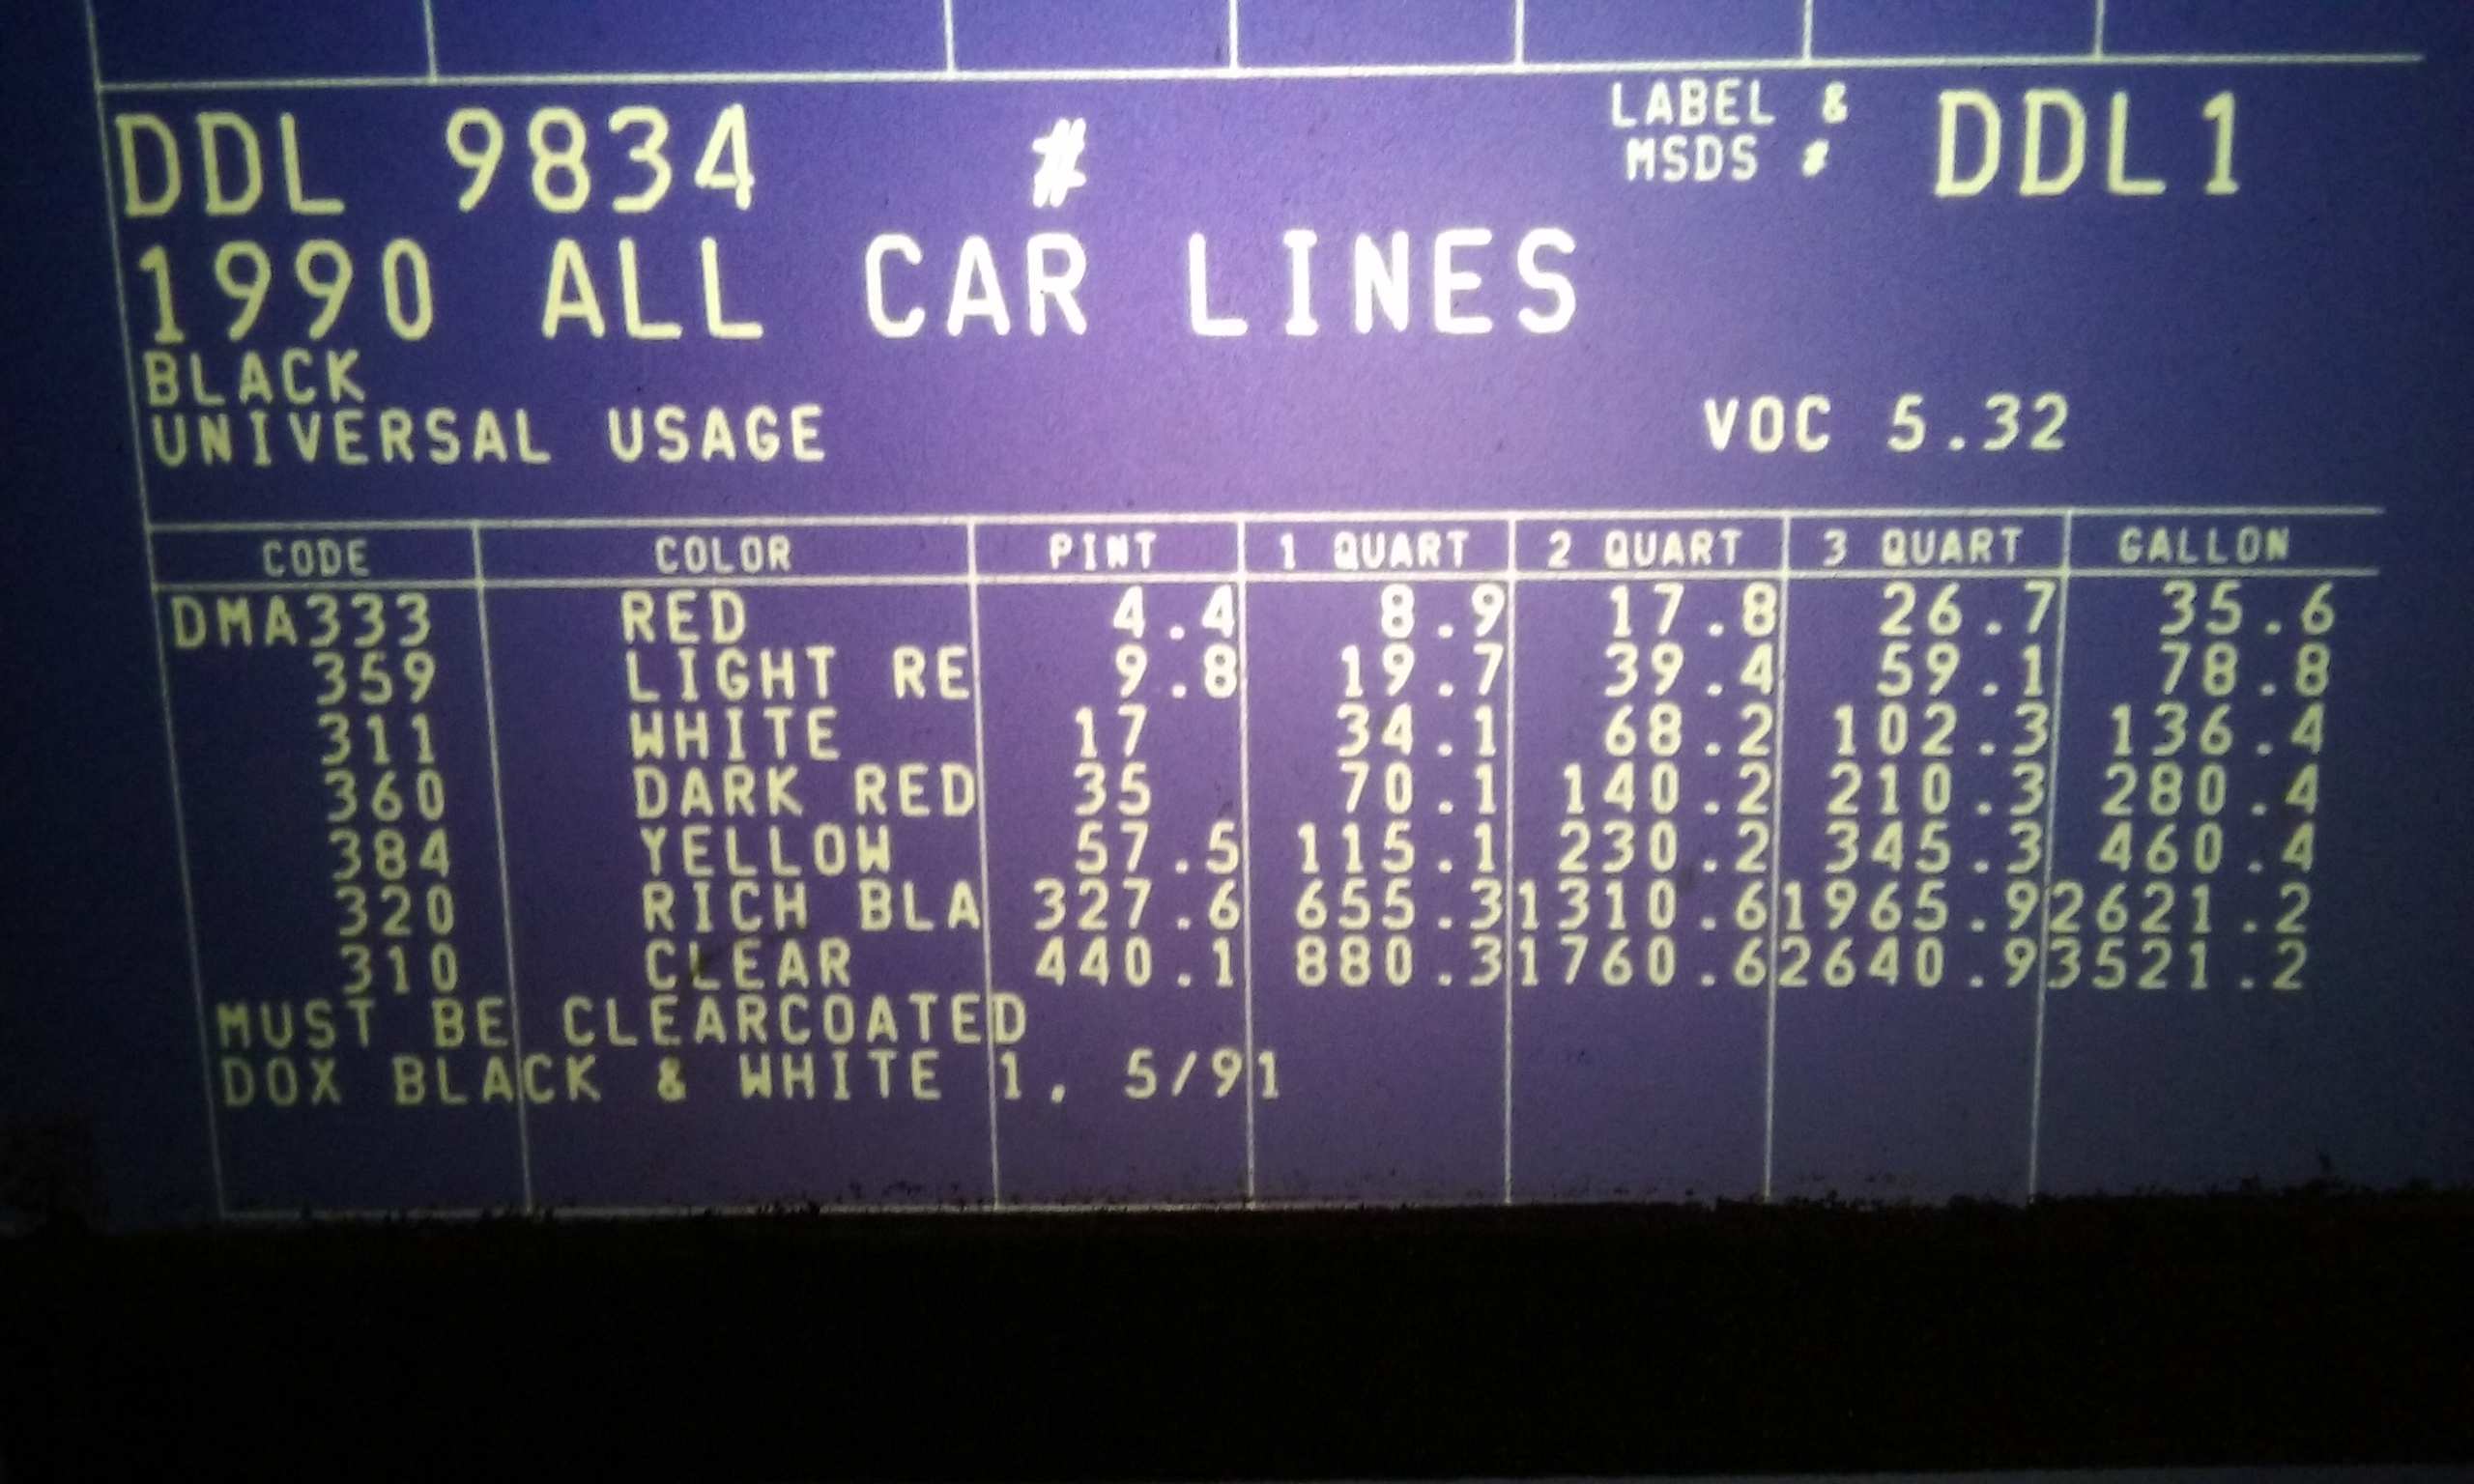 DDL 9834 # LABEL & MSDS # DDL1
1990 ALL CAR LINES
BLACK
UNIVERSAL USAGE VOC 5.32
CODE COLOR PINT 1 QUART 2 QUART 3 QUART GALLON
DMA333 RED 4.4 8.9 17.8 26.7 35.6
359 LIGHT RE 9.8 19.7 39.4 59.1 78.8
311 WHITE 17 34.1 68.2 102.3 136.4
360 DARK RED 35 70.1 140.2 210.3 280.4
384 YELLOW 57.5 115.1 230.2 345.3 460.4
320 RICH BLA 327.6 655.3 1310.6 1965.9 2621.2
310 CLEAR 440.1 880.3 1760.6 2640.9 3521.2
MUST BE CLEARCOATED
DOX BLACK & WHITE 1, 5/91